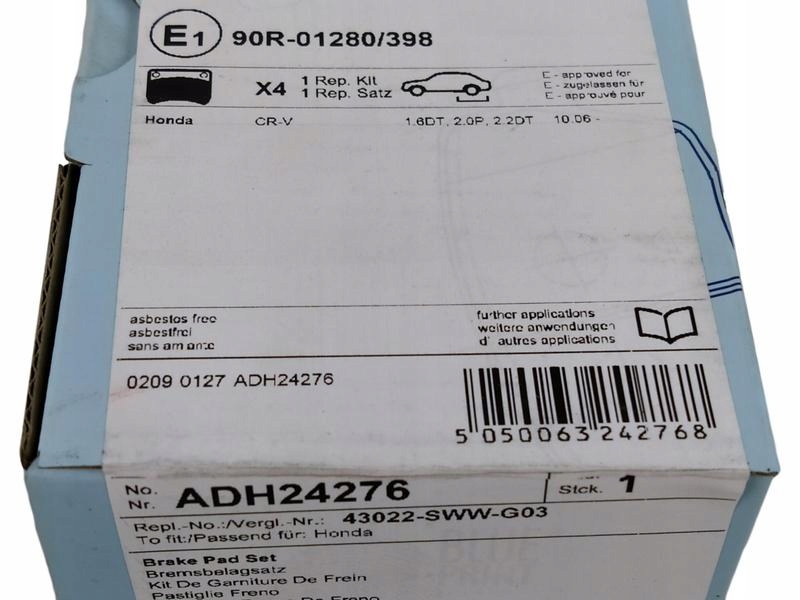 E1 90R-01280/398
X4 1 Rep. Kit
1 Rep. Satz
E - approved for
E - zugelassen für
E - approuvé pour
Honda CR-V 1.6DT, 2.0P, 2.2DT 10.06 -
asbestos free
asbestfrei
sans amiante
further applications
weitere anwendungen
d' autres applications
0209 0127 ADH24276
5 050063 242768
No.
Nr. ADH24276 Stck. 1
Repl.-No.:/Vergl.-Nr.: 43022-SWW-G03
To fit:/Passend für: Honda
Brake Pad Set
Bremsbelagsatz
Kit De Garniture De Frein
Pastiglie Freno
De Freno